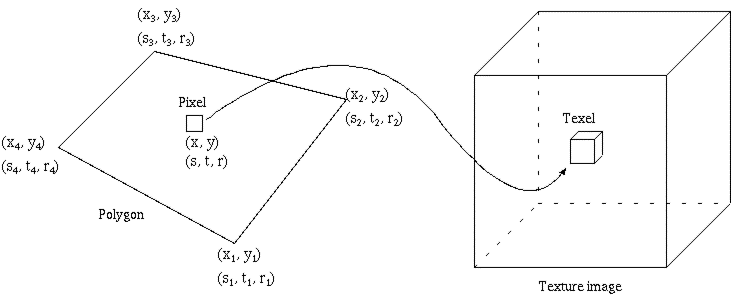 (x₃, y₃)
(s₃, t₃, r₃)
Pixel
(x, y)
(s, t, r)
(x₂, y₂)
(s₂, t₂, r₂)
(x₄, y₄)
(s₄, t₄, r₄)
Polygon
(x₁, y₁)
(s₁, t₁, r₁)
Texel
Texture image